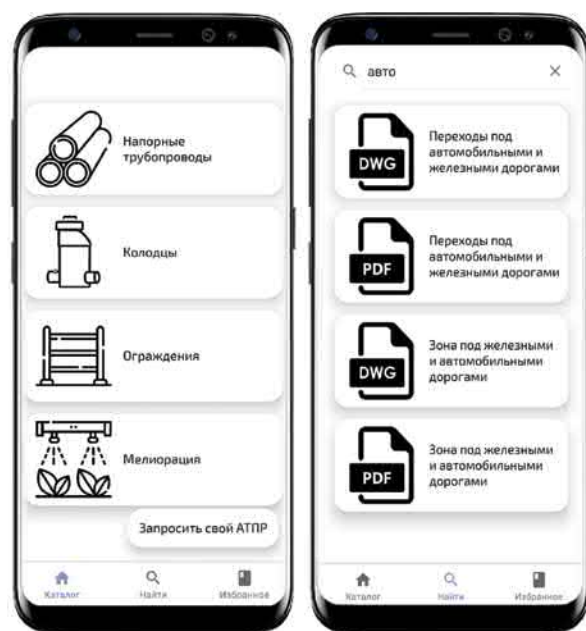 Напорные
трубопроводы
Колодцы
Ограждения
Мелиорация
Запросить свой АТПР
Каталог
Найти
Избранное
авто
DWG
Переходы под
автомобильными и
железными дорогами
PDF
Переходы под
автомобильными и
железными дорогами
DWG
Зона под железными
и автомобильными
дорогами
PDF
Зона под железными
и автомобильными
дорогами
Каталог
Найти
Избранное